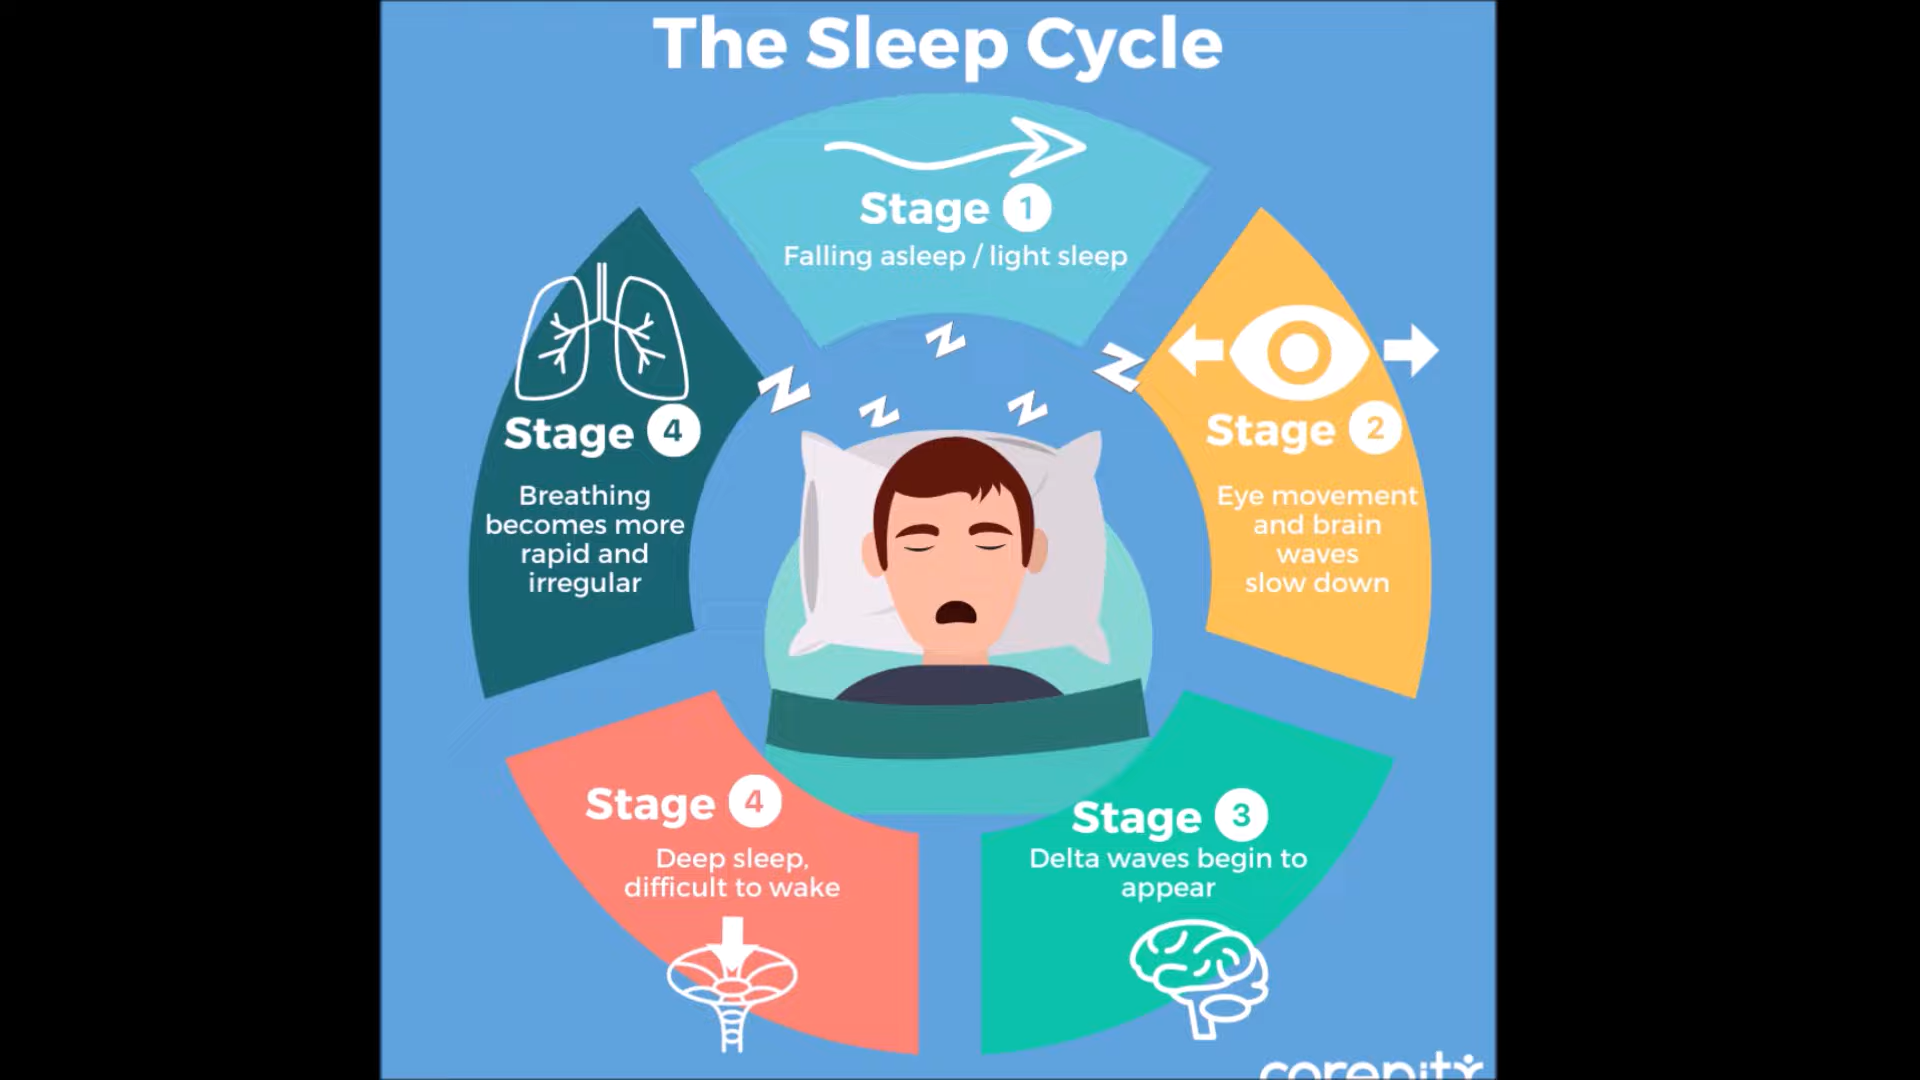 The Sleep Cycle
Stage 1
Falling asleep / light sleep
Stage 2
Eye movement
and brain
waves
slow down
Stage 3
Delta waves begin to
appear
Stage 4
Deep sleep,
difficult to wake
Stage 4
Breathing
becomes more
rapid and
irregular
z
z
z
z
z